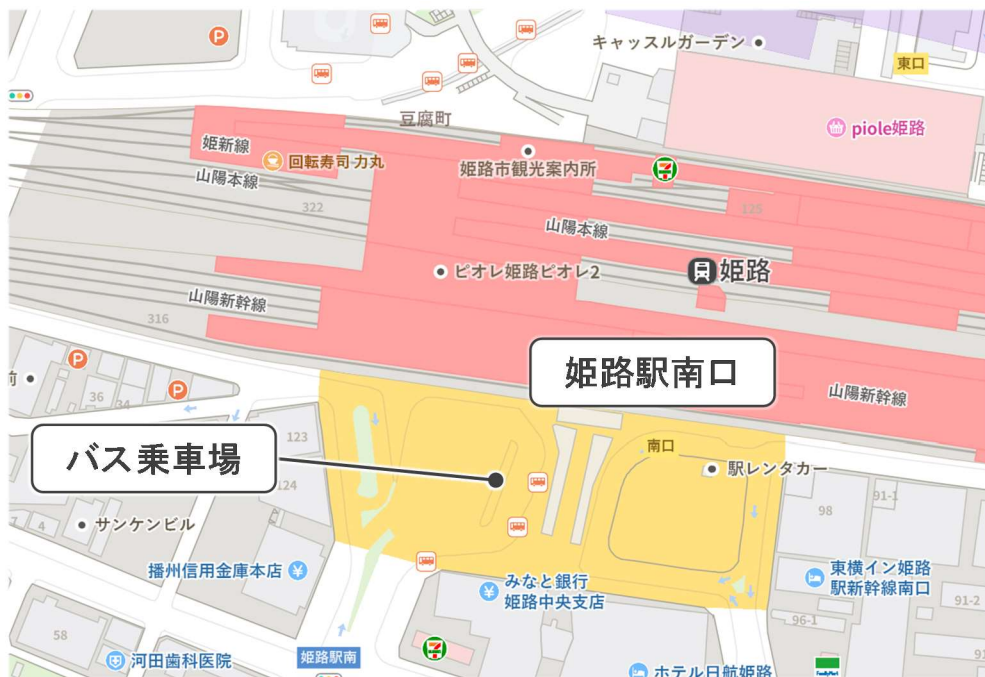 キャッスルガーデン
東口
豆腐町
piole姫路
姫新線
回転寿司 力丸
姫路市観光案内所
山陽本線
322
125
山陽本線
ピオレ姫路ピオレ2
姫路
山陽新幹線
316
姫路駅南口
山陽新幹線
前
36
34
123
バス乗車場
南口
駅レンタカー
124
91-1
98
4
サンケンビル
播州信用金庫本店
みなと銀行
姫路中央支店
東横イン姫路
駅新幹線南口
91-2
96-1
58
河田歯科医院
姫路駅南
ホテル日航姫路
91